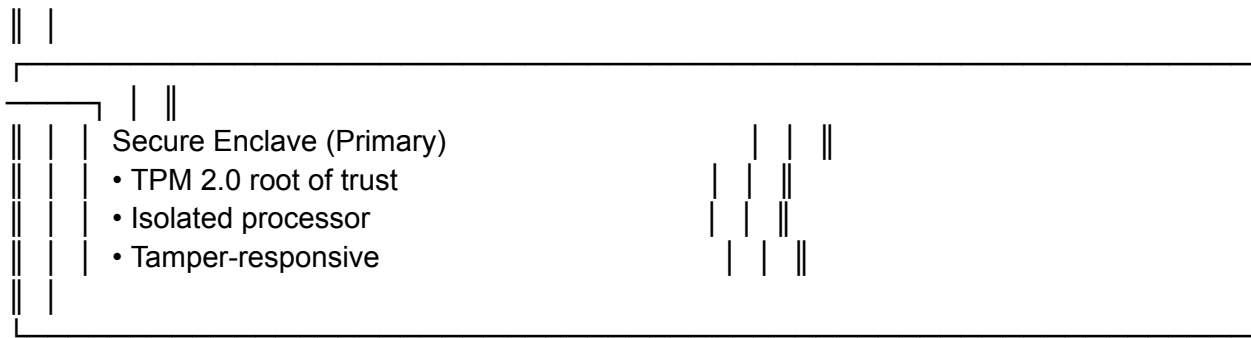 Secure Enclave (Primary)
• TPM 2.0 root of trust
• Isolated processor
• Tamper-responsive